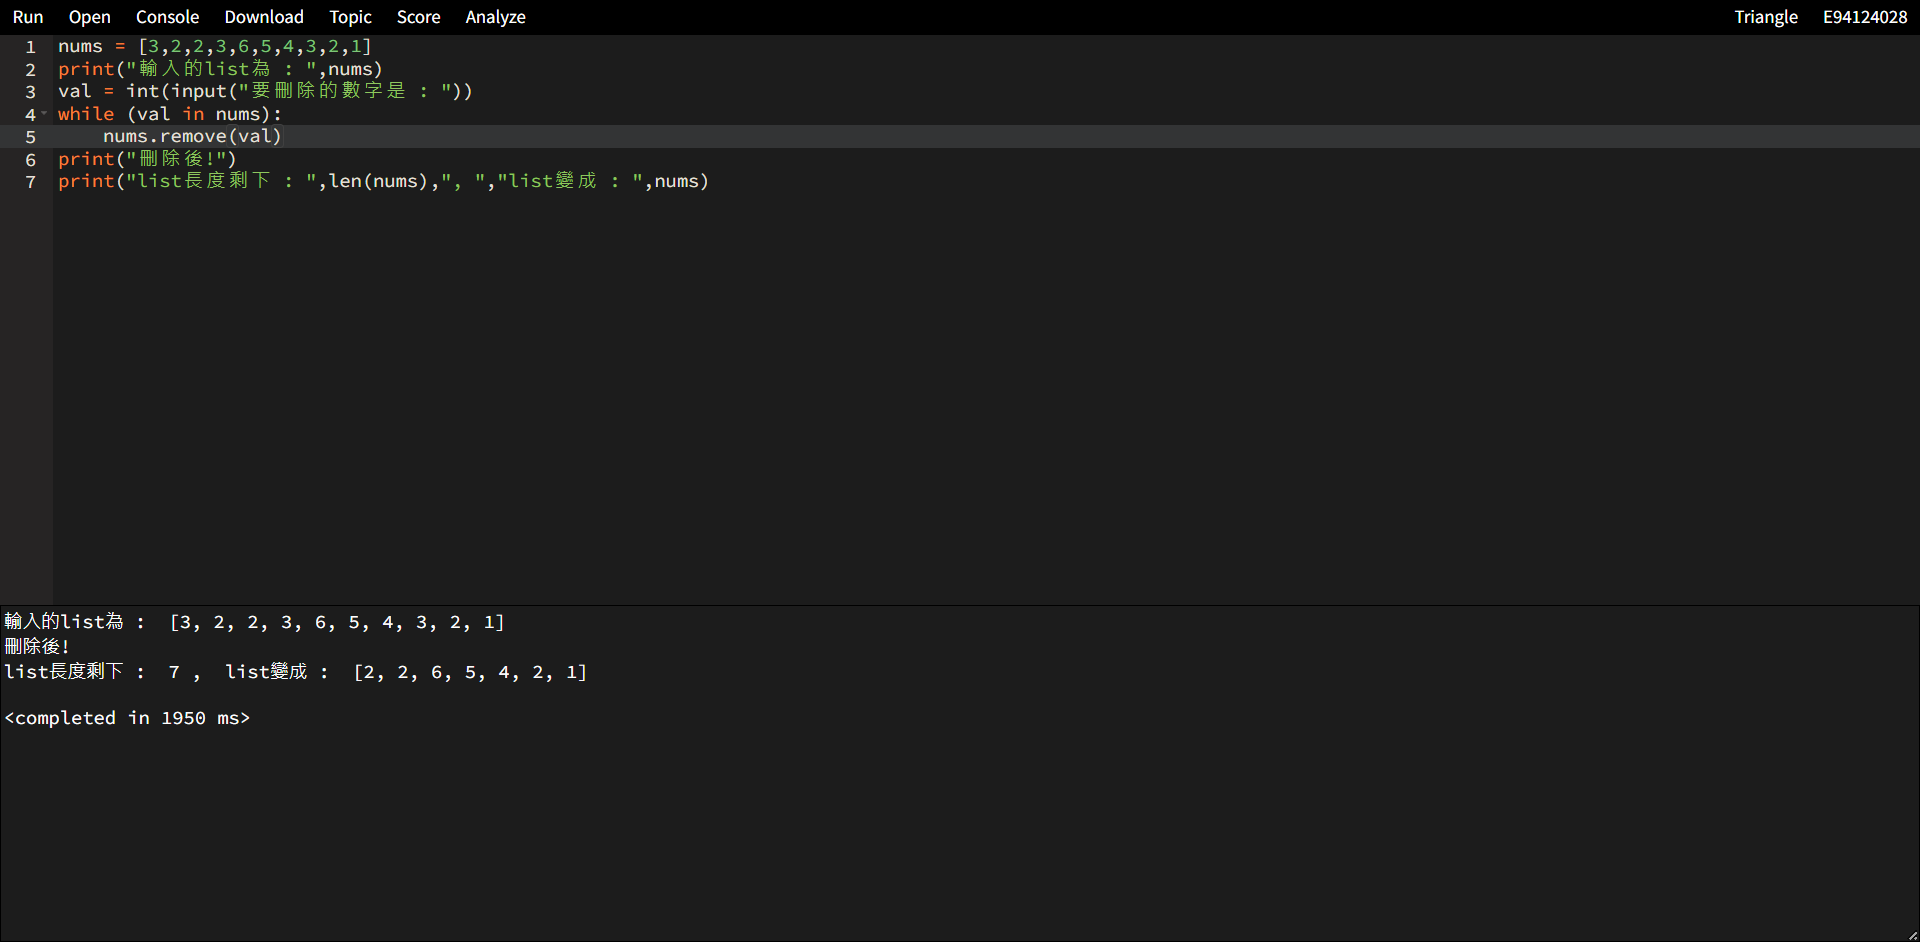 Run Open Console Download Topic Score Analyze Triangle E94124028
1 nums = [3,2,2,3,6,5,4,3,2,1]
2 print("輸入的list為 : ",nums)
3 val = int(input("要刪除的數字是 : "))
4 while (val in nums):
5     nums.remove(val)
6 print("刪除後!")
7 print("list長度剩下 : ",len(nums),", ","list變成 : ",nums)
輸入的list為 :  [3, 2, 2, 3, 6, 5, 4, 3, 2, 1]
刪除後!
list長度剩下 :  7 ,  list變成 :  [2, 2, 6, 5, 4, 2, 1]
<completed in 1950 ms>